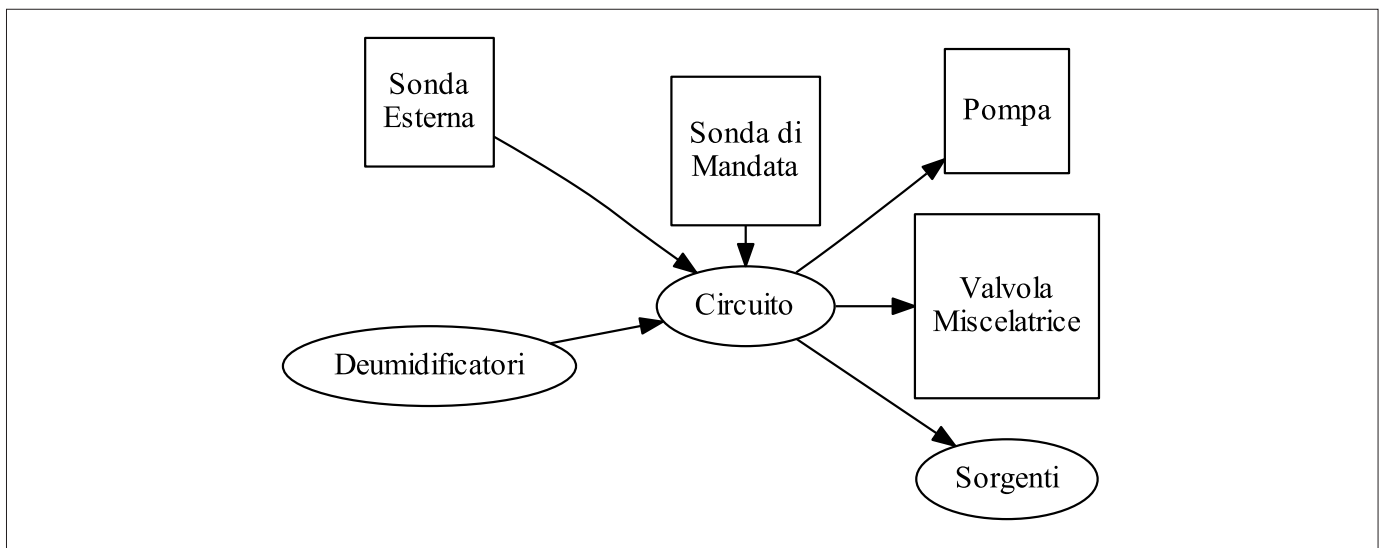 Sonda
Esterna
Sonda di
Mandata
Pompa
Circuito
Valvola
Miscelatrice
Deumidificatori
Sorgenti